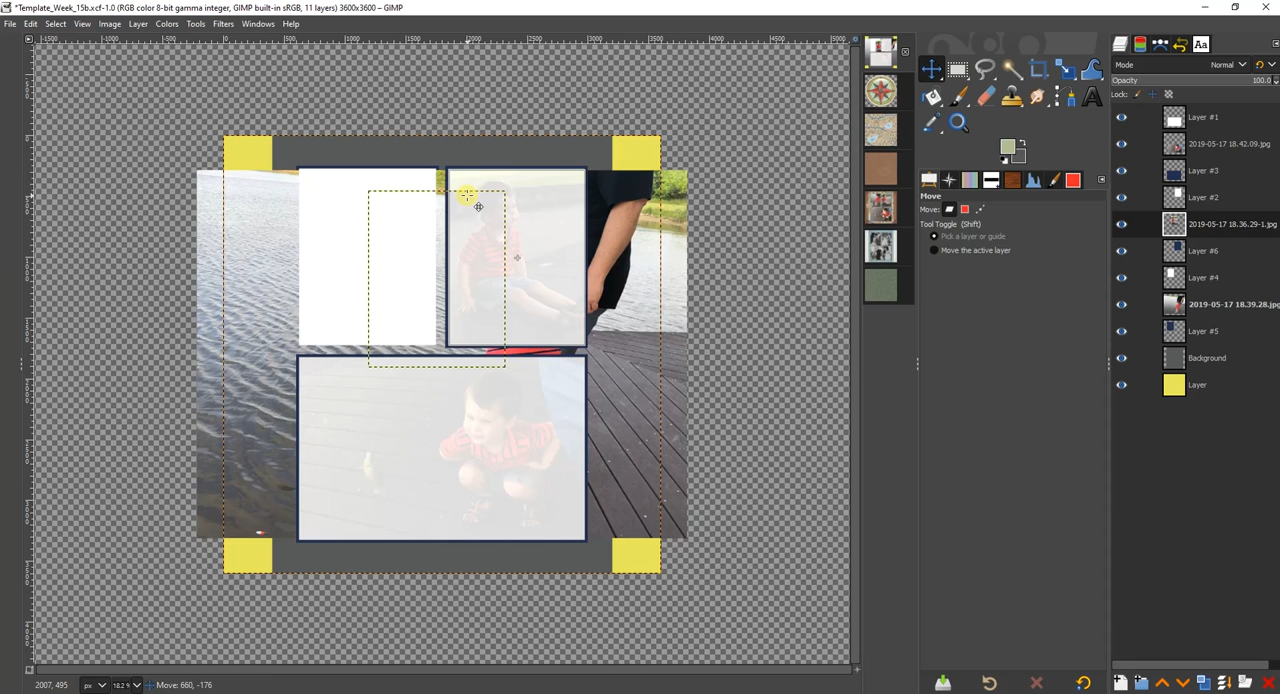 *Template_Week_15b.xcf-1.0 (RGB color 8-bit gamma integer, GIMP built-in sRGB, 11 layers) 3600x3600 – GIMP
File Edit Select View Image Layer Colors Tools Filters Windows Help
Mode Normal
Opacity 100.0
Lock:
Layer #1
2019-05-17 18.42.09.jpg
Layer #3
Layer #2
2019-05-17 18.36.29-1.jpg
Layer #6
Layer #4
2019-05-17 18.39.28.jpg
Layer #5
Background
Layer
Move
Move:
Tool Toggle (Shift)
Pick a layer or guide
Move the active layer
2007, 495 px 18.2 % Move: 660, -176